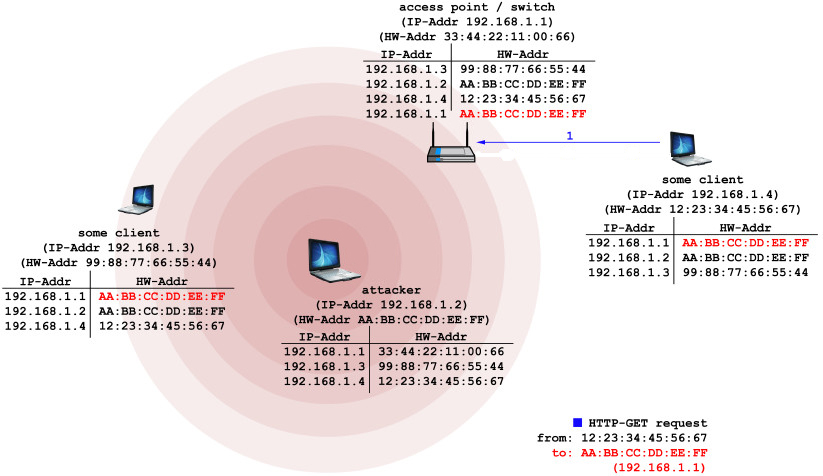 access point / switch
(IP-Addr 192.168.1.1)
(HW-Addr 33:44:22:11:00:66)
IP-Addr HW-Addr
192.168.1.3 99:88:77:66:55:44
192.168.1.2 AA:BB:CC:DD:EE:FF
192.168.1.4 12:23:34:45:56:67
192.168.1.1 AA:BB:CC:DD:EE:FF
1
some client
(IP-Addr 192.168.1.4)
(HW-Addr 12:23:34:45:56:67)
IP-Addr HW-Addr
192.168.1.1 AA:BB:CC:DD:EE:FF
192.168.1.2 AA:BB:CC:DD:EE:FF
192.168.1.3 99:88:77:66:55:44
some client
(IP-Addr 192.168.1.3)
(HW-Addr 99:88:77:66:55:44)
IP-Addr HW-Addr
192.168.1.1 AA:BB:CC:DD:EE:FF
192.168.1.2 AA:BB:CC:DD:EE:FF
192.168.1.4 12:23:34:45:56:67
attacker
(IP-Addr 192.168.1.2)
(HW-Addr AA:BB:CC:DD:EE:FF)
IP-Addr HW-Addr
192.168.1.1 33:44:22:11:00:66
192.168.1.3 99:88:77:66:55:44
192.168.1.4 12:23:34:45:56:67
HTTP-GET request
from: 12:23:34:45:56:67
to: AA:BB:CC:DD:EE:FF
(192.168.1.1)